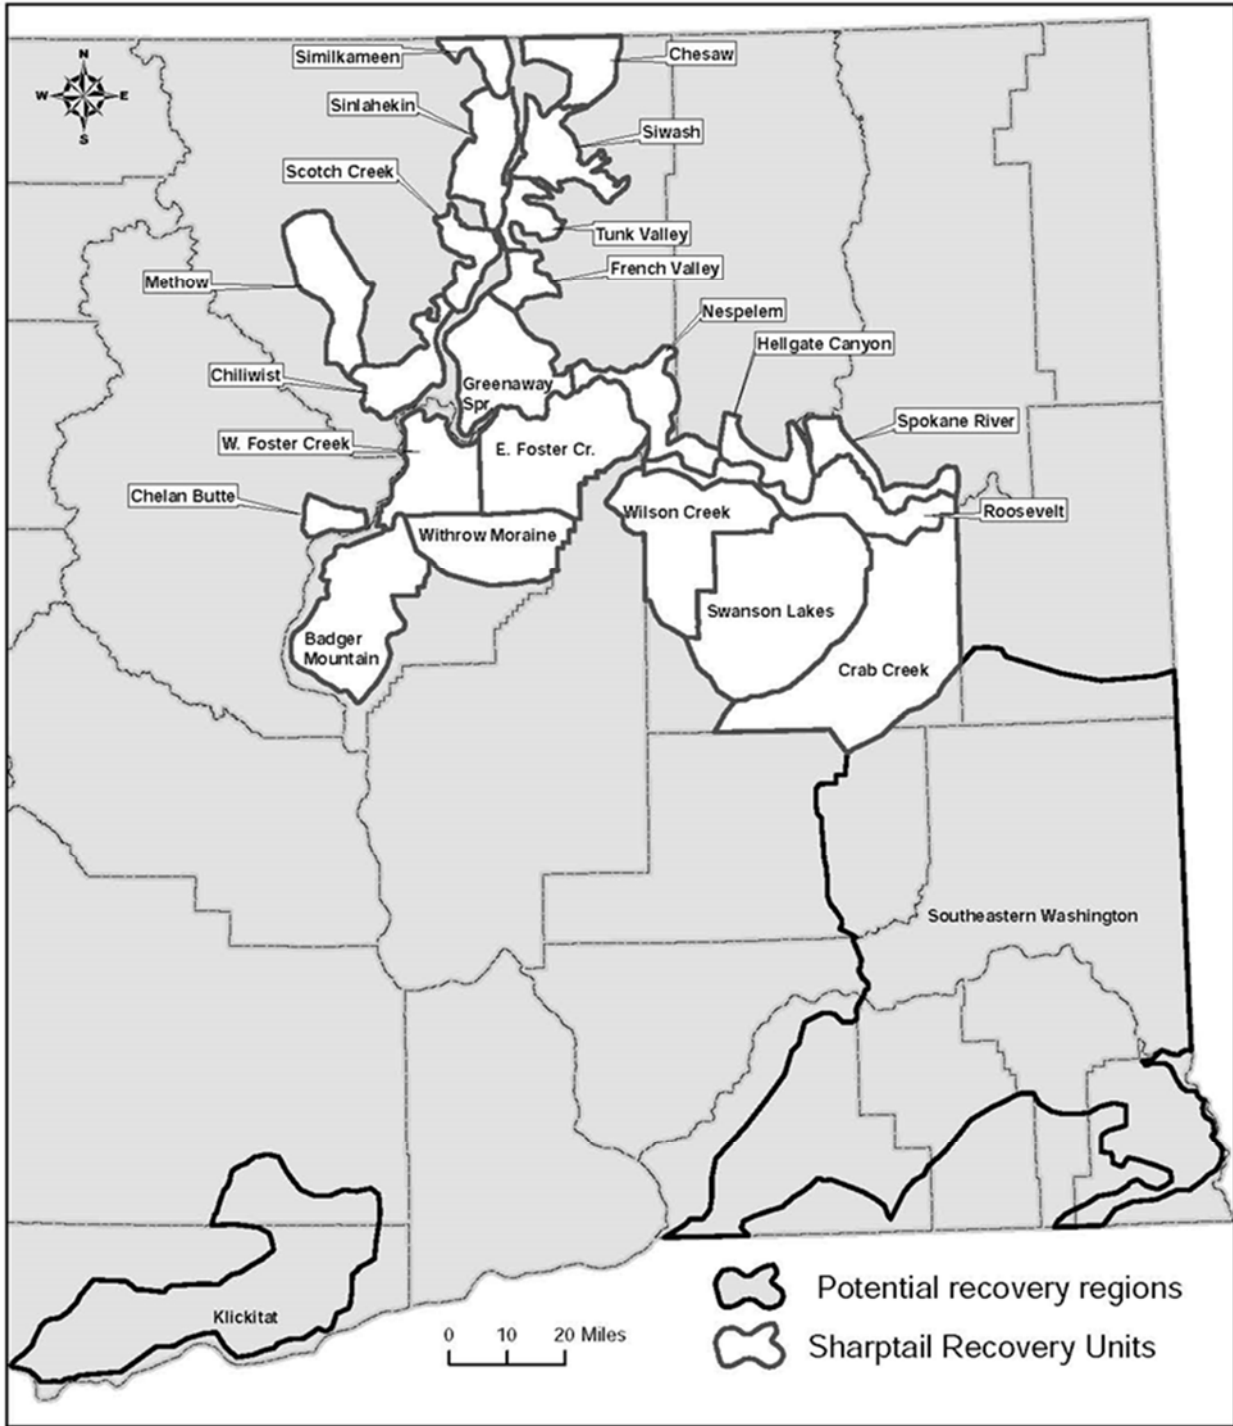 Similkameen
Chesaw
N
W
E
S
Sinlahekin
Siwash
Scotch Creek
Tunk Valley
French Valley
Methow
Nespelem
Hellgate Canyon
Chiliwist
Greenaway
Spr.
Spokane River
W. Foster Creek
E. Foster Cr.
Chelan Butte
Wilson Creek
Roosevelt
Withrow Moraine
Swanson Lakes
Badger
Mountain
Crab Creek
Southeastern Washington
Klickitat
Potential recovery regions
0 10 20 Miles
Sharptail Recovery Units